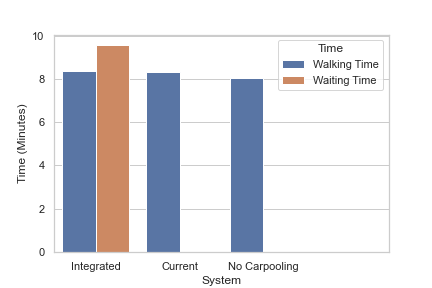 10
8
6
4
2
0
Time (Minutes)
Time
Walking Time
Waiting Time
Integrated
Current
No Carpooling
System